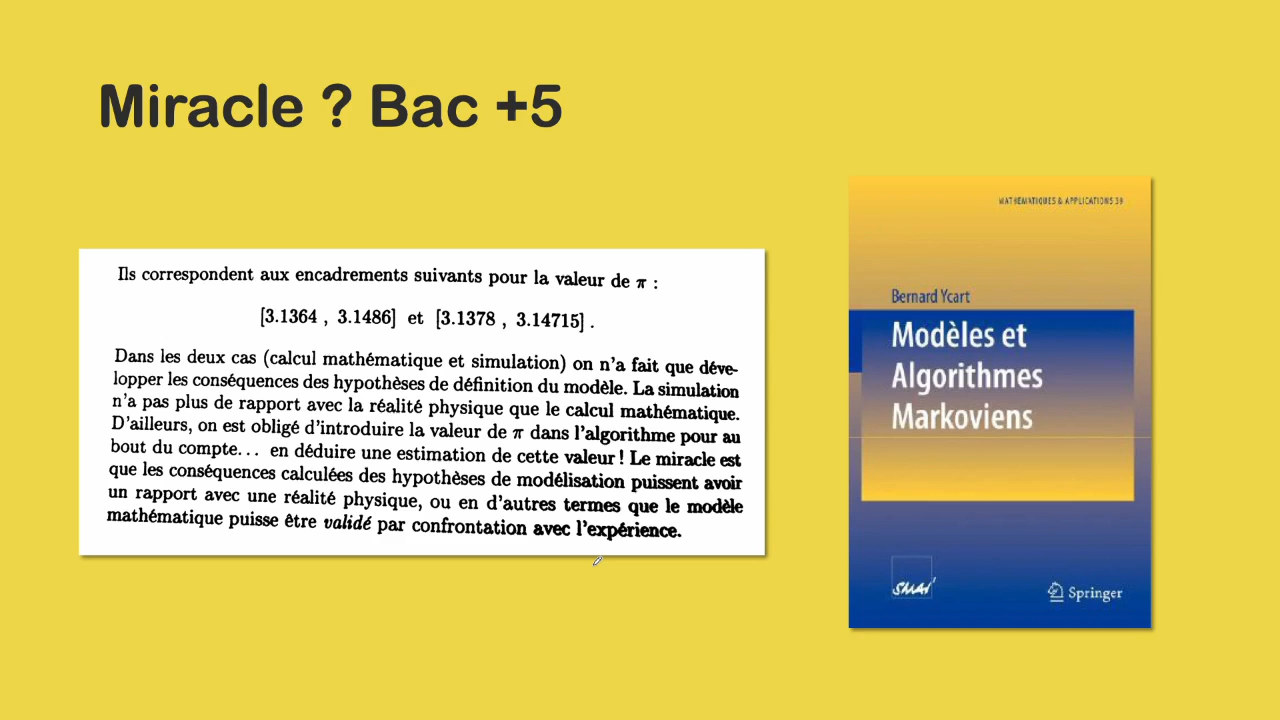 Miracle ? Bac +5
Ils correspondent aux encadrements suivants pour la valeur de π :
[3.1364 , 3.1486] et [3.1378 , 3.14715] .
Dans les deux cas (calcul mathématique et simulation) on n'a fait que déve-
lopper les conséquences des hypothèses de définition du modèle. La simulation
n'a pas plus de rapport avec la réalité physique que le calcul mathématique.
D'ailleurs, on est obligé d'introduire la valeur de π dans l'algorithme pour au
bout du compte... en déduire une estimation de cette valeur ! Le miracle est
que les conséquences calculées des hypothèses de modélisation puissent avoir
un rapport avec une réalité physique, ou en d'autres termes que le modèle
mathématique puisse être validé par confrontation avec l'expérience.
MATHÉMATIQUES & APPLICATIONS 39
Bernard Ycart
Modèles et
Algorithmes
Markoviens
SMAI
Springer